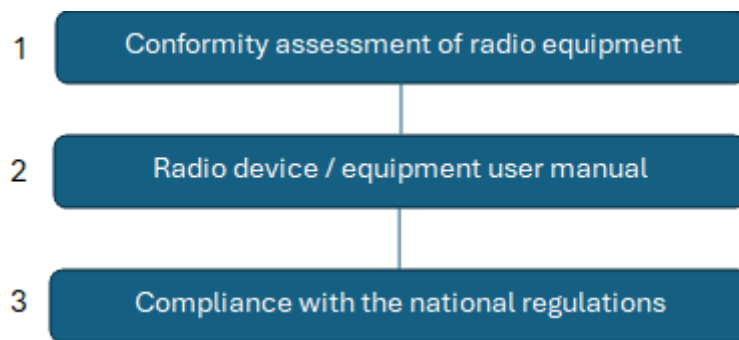 1 Conformity assessment of radio equipment
2 Radio device / equipment user manual
3 Compliance with the national regulations